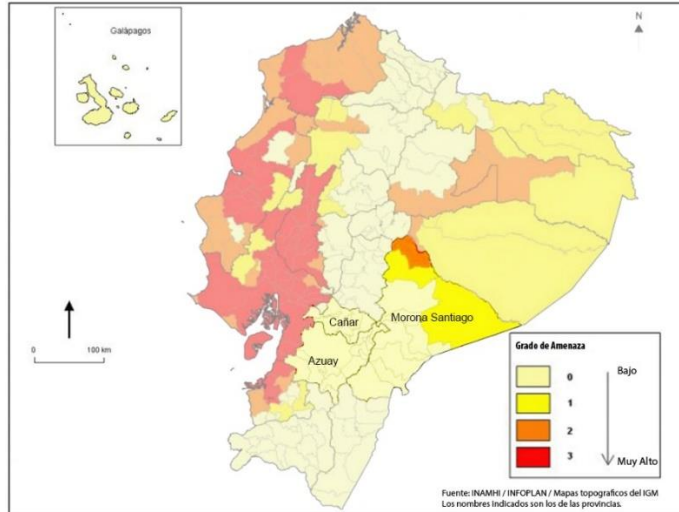 Galápagos
N
0 100 km
Cañar
Morona Santiago
Azuay
Grado de Amenaza
0 Bajo
1
2
3 Muy Alto
Fuente: INAMHI / INFOPLAN / Mapas topograficos del IGM
Los nombres indicados son los de las provincias.